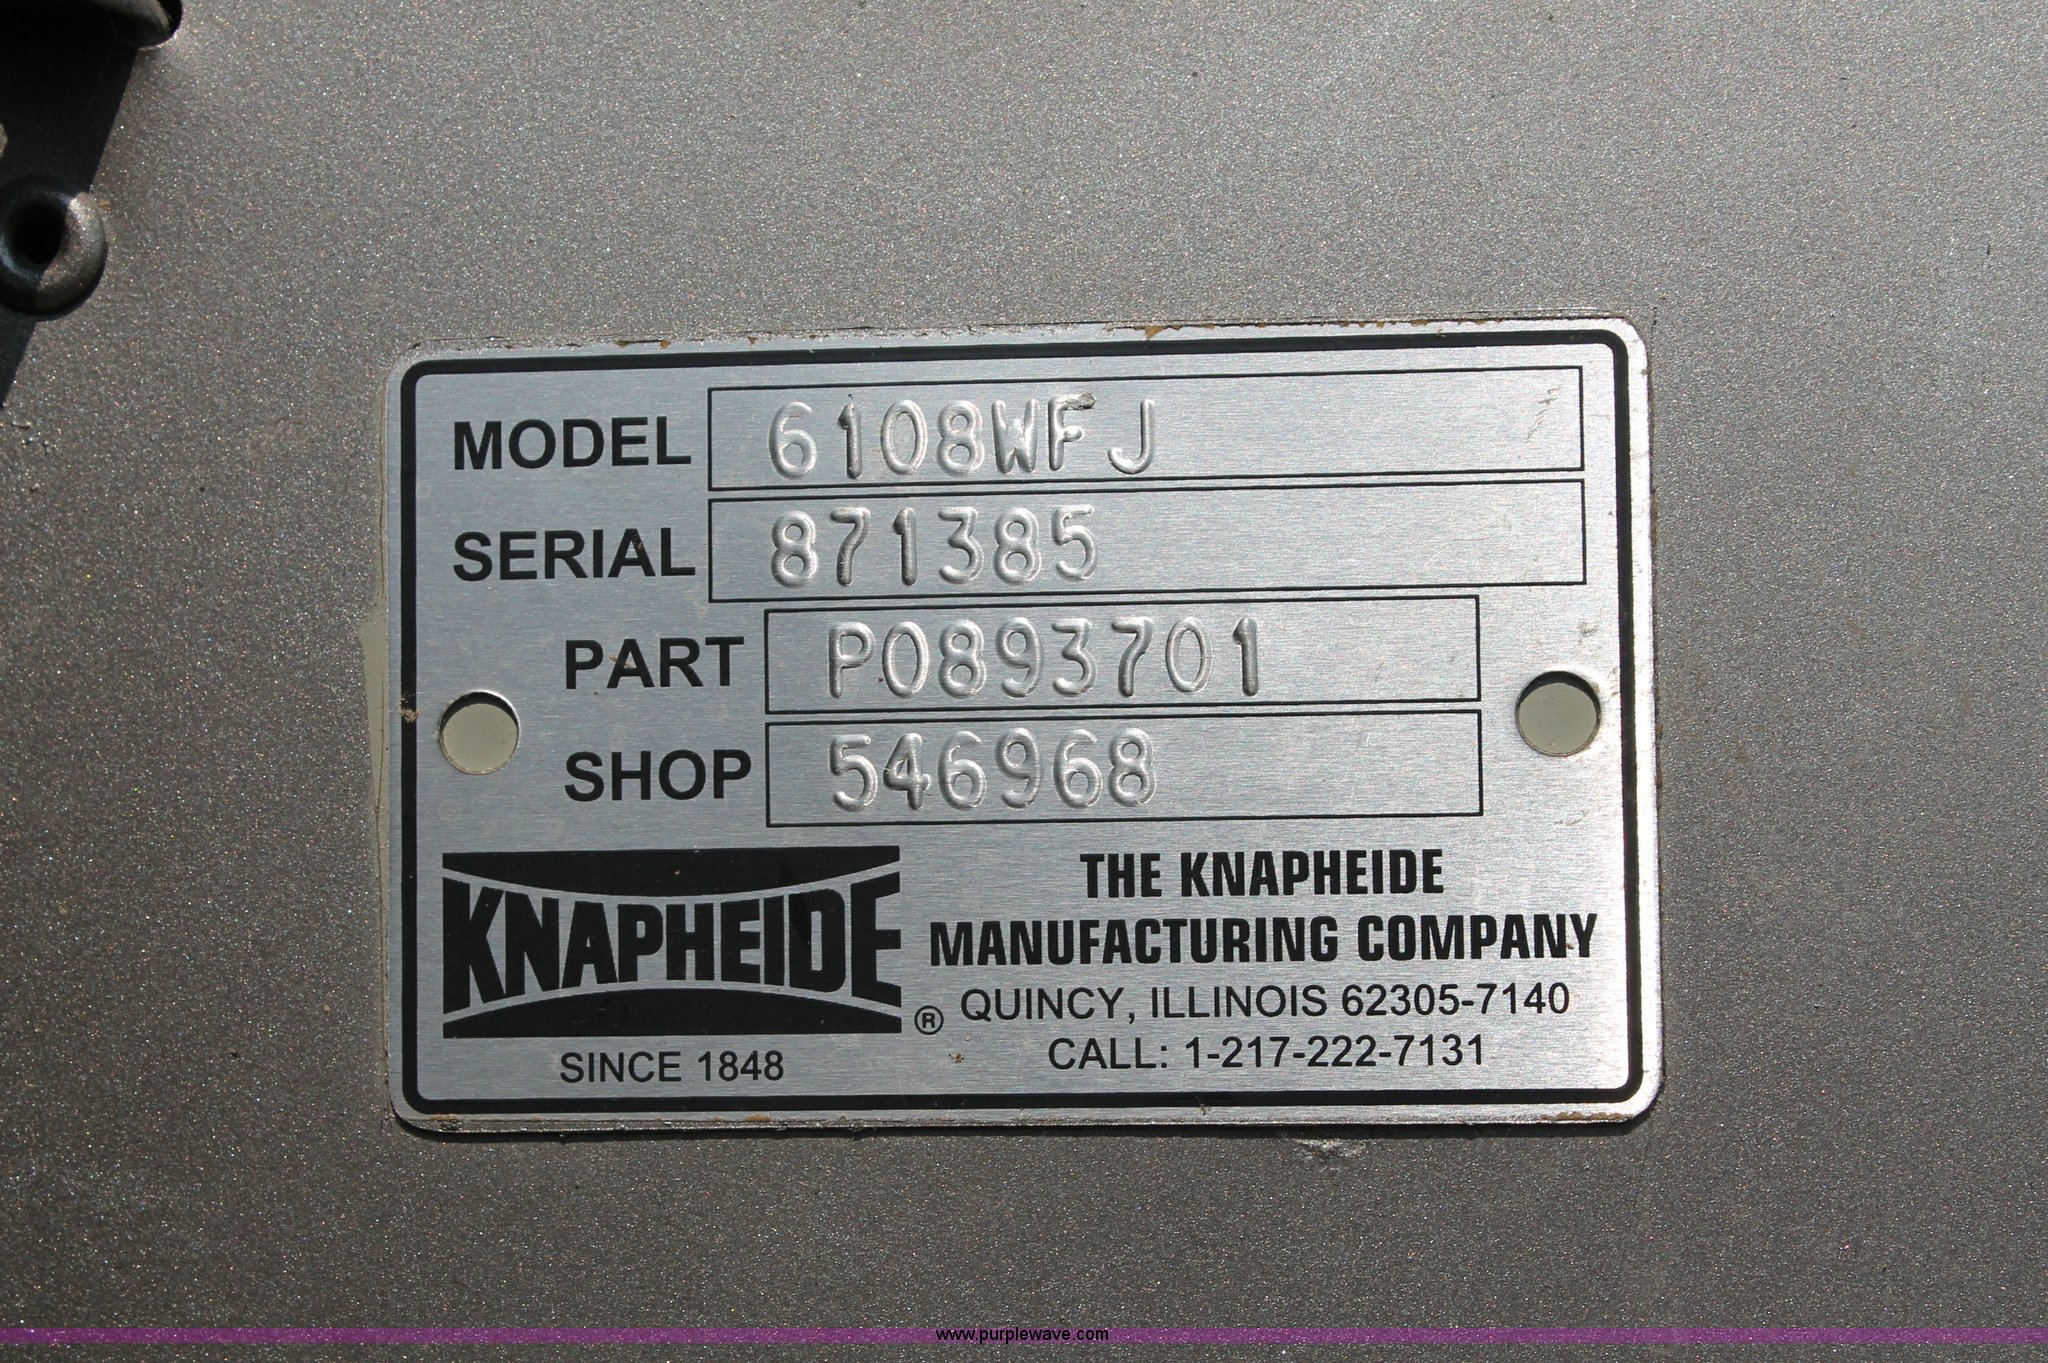 MODEL 6108WFJ
SERIAL 871385
PART P0893701
SHOP 546968
KNAPHEIDE ®
SINCE 1848
THE KNAPHEIDE
MANUFACTURING COMPANY
QUINCY, ILLINOIS 62305-7140
CALL: 1-217-222-7131
www.purplewave.com